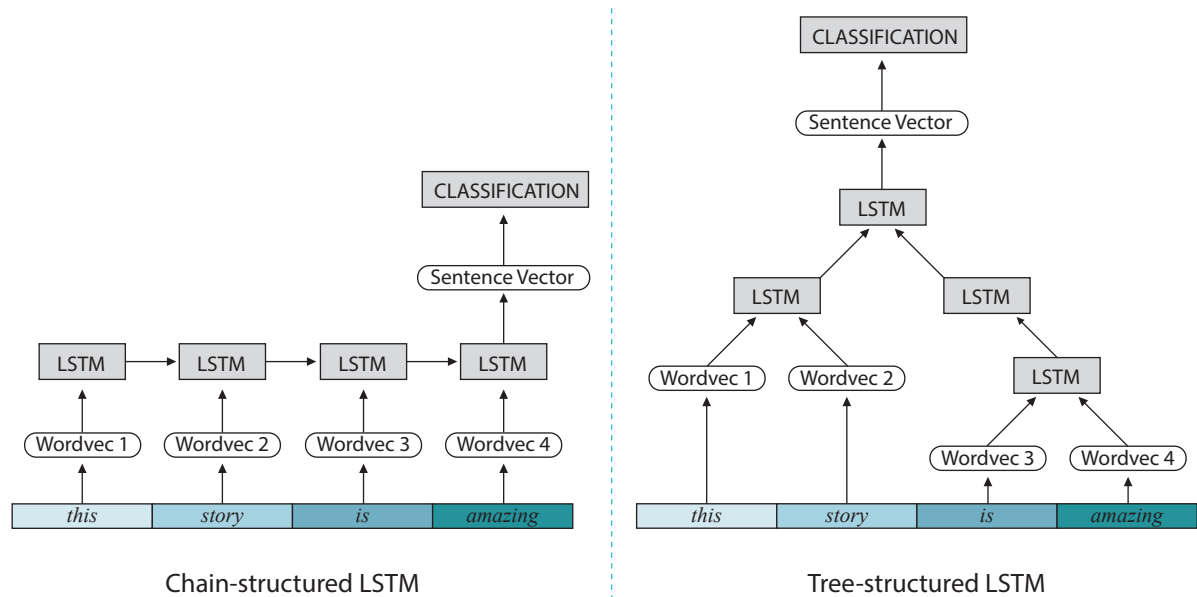 CLASSIFICATION
Sentence Vector
LSTM LSTM LSTM LSTM
Wordvec 1 Wordvec 2 Wordvec 3 Wordvec 4
this story is amazing
Chain-structured LSTM
CLASSIFICATION
Sentence Vector
LSTM
LSTM LSTM
Wordvec 1 Wordvec 2 LSTM
Wordvec 3 Wordvec 4
this story is amazing
Tree-structured LSTM